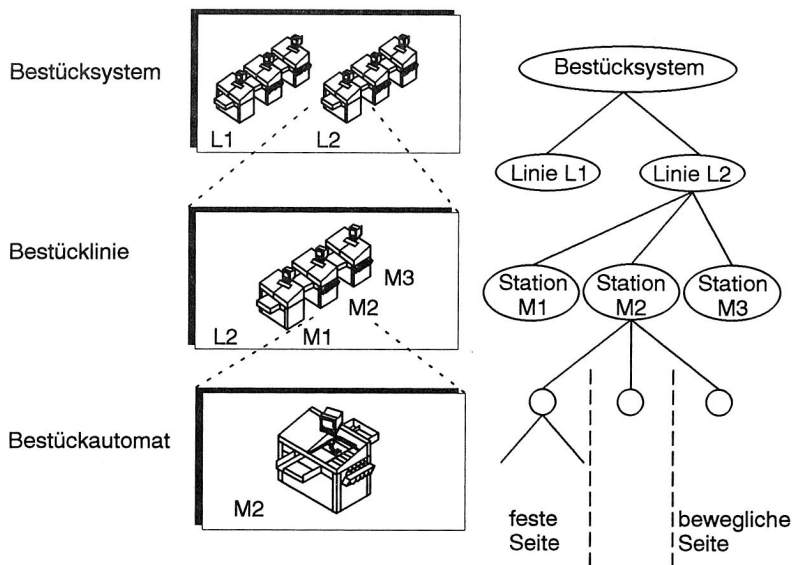 Bestücksystem
L1
L2
Bestücklinie
L2
M1
M2
M3
Bestückautomat
M2
Bestücksystem
Linie L1
Linie L2
Station
M1
Station
M2
Station
M3
feste
Seite
bewegliche
Seite